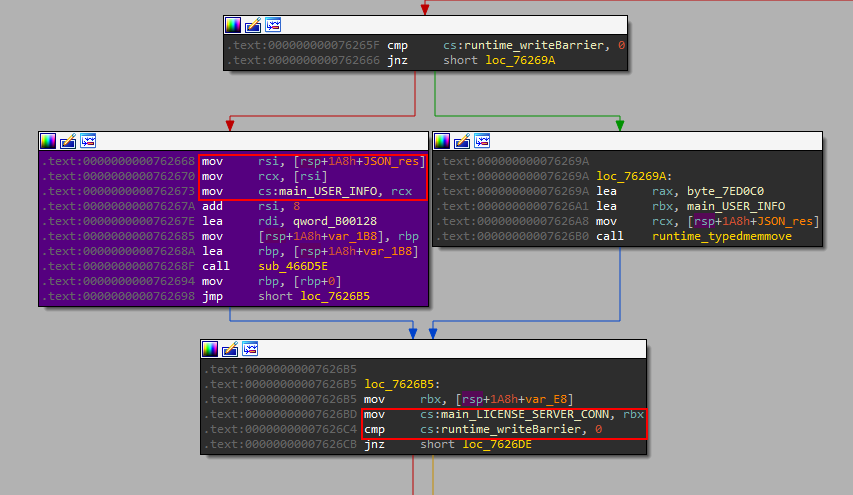 .text:000000000076265F cmp cs:runtime_writeBarrier, 0
.text:0000000000762666 jnz short loc_76269A
.text:0000000000762668 mov rsi, [rsp+1A8h+JSON_res]
.text:0000000000762670 mov rcx, [rsi]
.text:0000000000762673 mov cs:main_USER_INFO, rcx
.text:000000000076267A add rsi, 8
.text:000000000076267E lea rdi, qword_B00128
.text:0000000000762685 mov [rsp+1A8h+var_1B8], rbp
.text:000000000076268A lea rbp, [rsp+1A8h+var_1B8]
.text:000000000076268F call sub_466D5E
.text:0000000000762694 mov rbp, [rbp+0]
.text:0000000000762698 jmp short loc_7626B5
.text:000000000076269A
.text:000000000076269A loc_76269A:
.text:000000000076269A lea rax, byte_7ED0C0
.text:00000000007626A1 lea rbx, main_USER_INFO
.text:00000000007626A8 mov rcx, [rsp+1A8h+JSON_res]
.text:00000000007626B0 call runtime_typedmemmove
.text:00000000007626B5
.text:00000000007626B5 loc_7626B5:
.text:00000000007626B5 mov rbx, [rsp+1A8h+var_E8]
.text:00000000007626BD mov cs:main_LICENSE_SERVER_CONN, rbx
.text:00000000007626C4 cmp cs:runtime_writeBarrier, 0
.text:00000000007626CB jnz short loc_7626DE